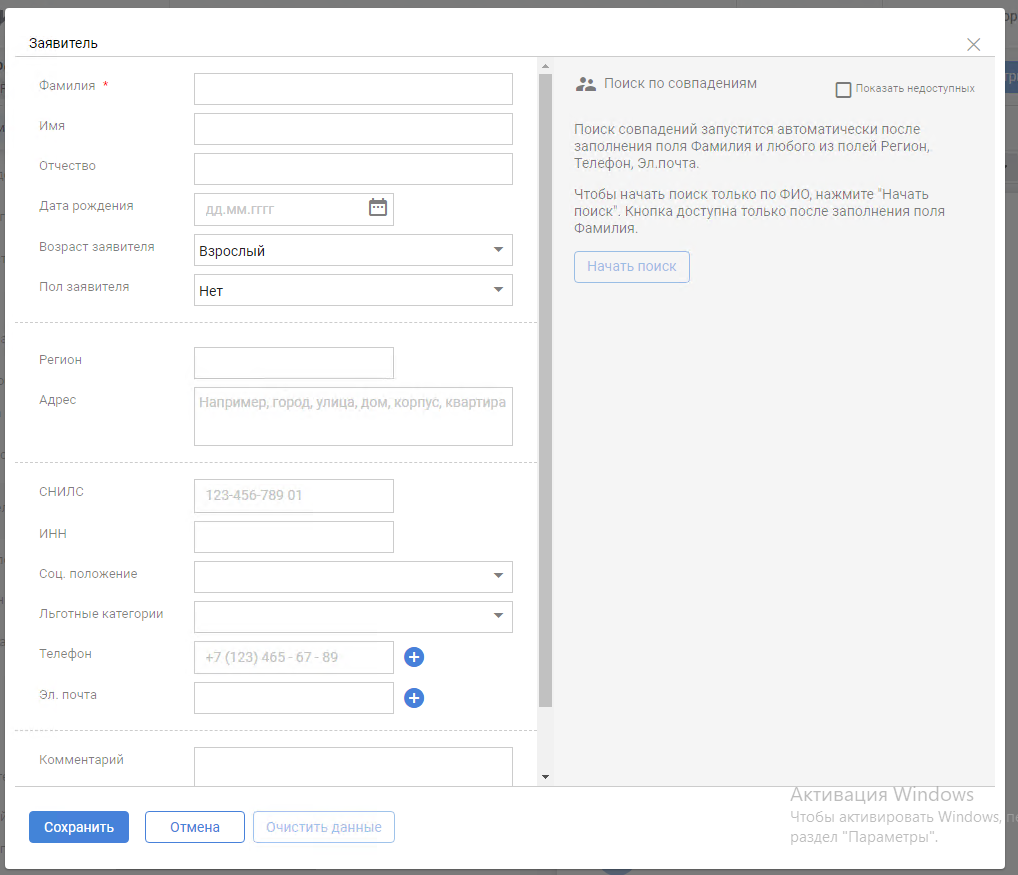 Заявитель
Фамилия *
Имя
Отчество
Дата рождения
дд.мм.гггг
Возраст заявителя
Взрослый
Пол заявителя
Нет
Регион
Адрес
Например, город, улица, дом, корпус, квартира
СНИЛС
123-456-789 01
ИНН
Соц. положение
Льготные категории
Телефон
+7 (123) 465 - 67 - 89
Эл. почта
Комментарий
Поиск по совпадениям
Показать недоступных
Поиск совпадений запустится автоматически после
заполнения поля Фамилия и любого из полей Регион,
Телефон, Эл.почта.
Чтобы начать поиск только по ФИО, нажмите "Начать
поиск". Кнопка доступна только после заполнения поля
Фамилия.
Начать поиск
Сохранить
Отмена
Очистить данные
Активация Windows
Чтобы активировать Windows,
раздел "Параметры".